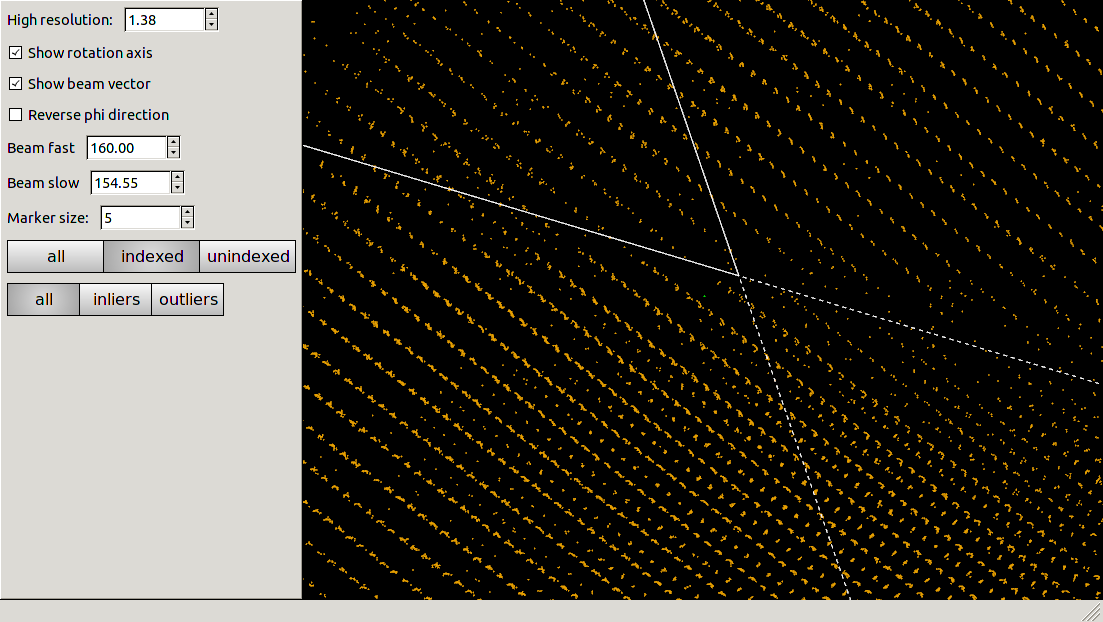 High resolution: 1.38
Show rotation axis
Show beam vector
Reverse phi direction
Beam fast 160.00
Beam slow 154.55
Marker size: 5
all indexed unindexed
all inliers outliers